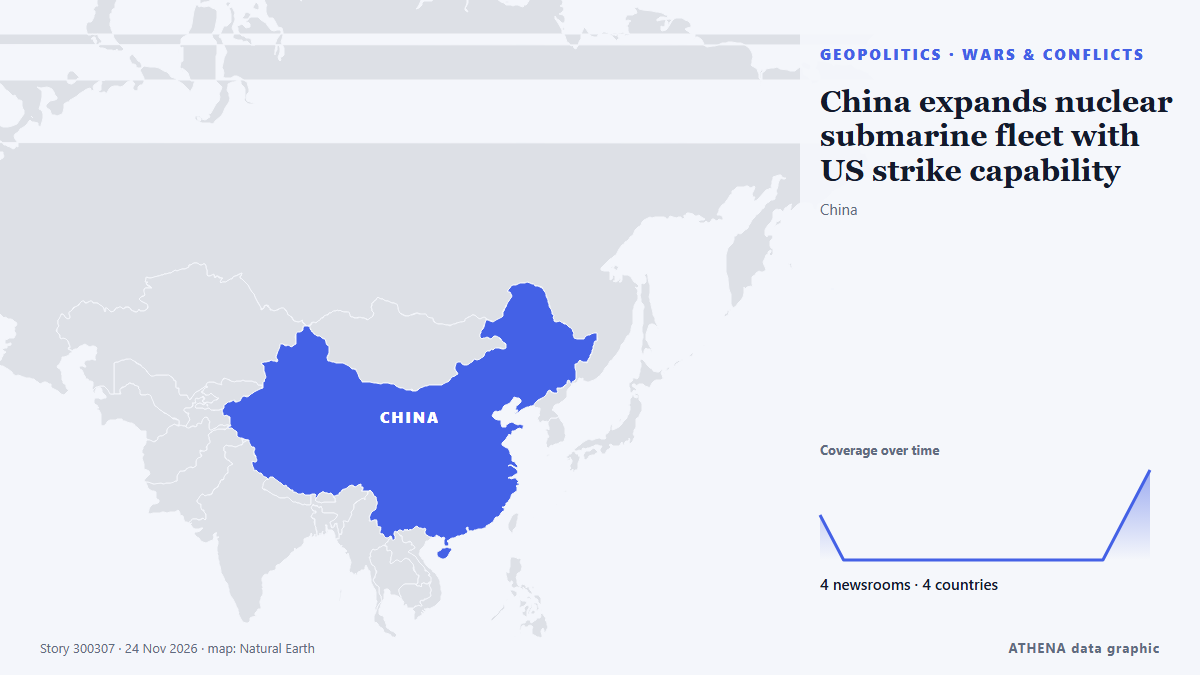 GEOPOLITICS · WARS & CONFLICTS
China expands nuclear
submarine fleet with
US strike capability
China
CHINA
Coverage over time
4 newsrooms · 4 countries
Story 300307 · 24 Nov 2026 · map: Natural Earth
ATHENA data graphic